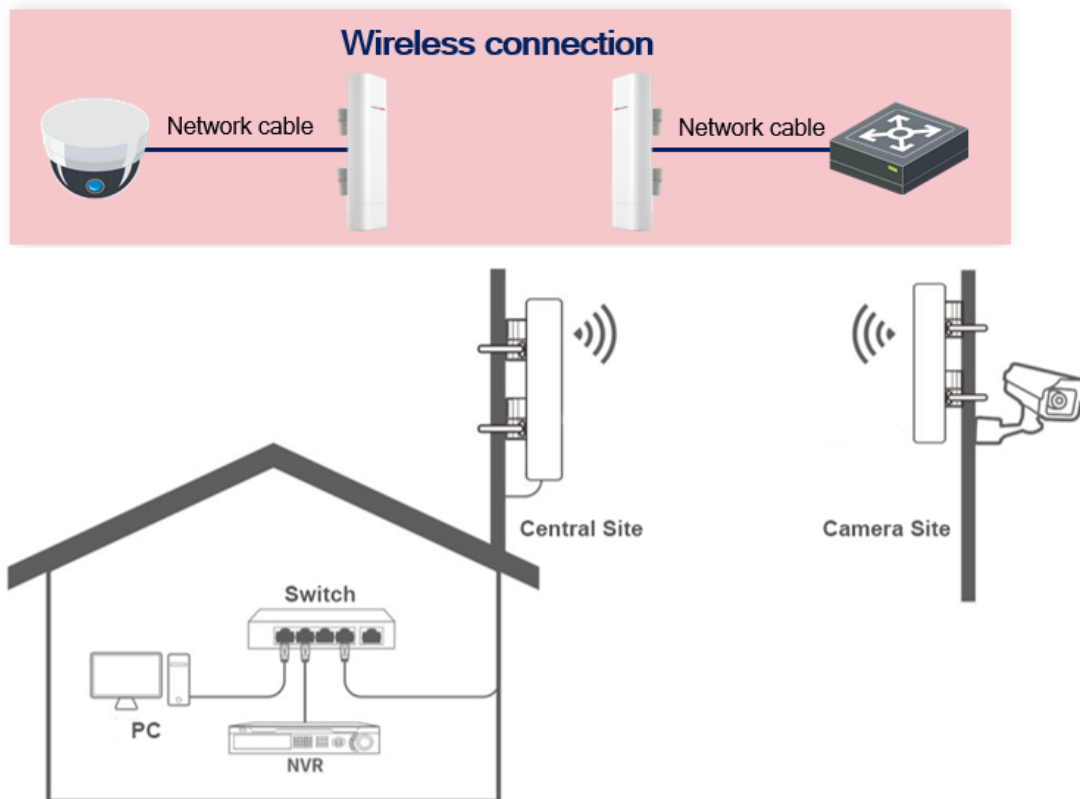 Wireless connection
Network cable
Network cable
Central Site
Camera Site
Switch
PC
NVR